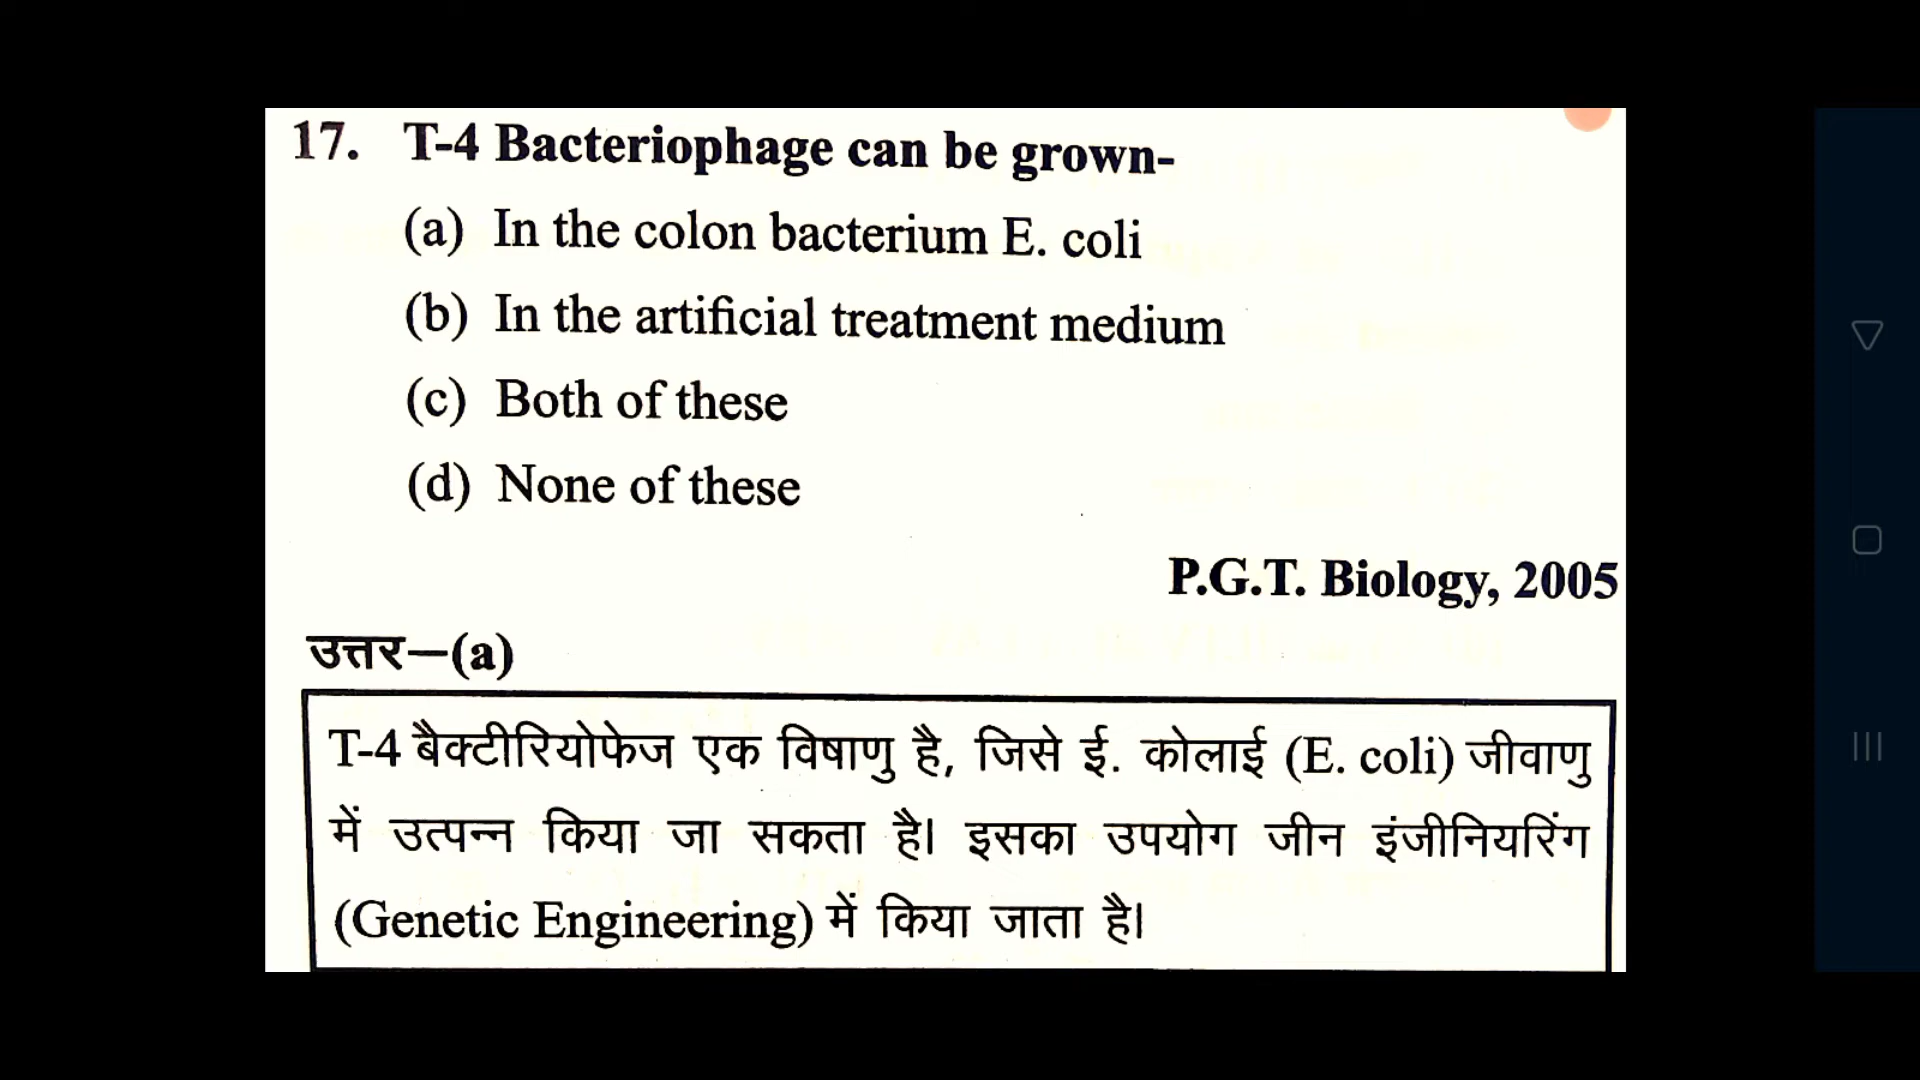 17. T-4 Bacteriophage can be grown-
(a) In the colon bacterium E. coli
(b) In the artificial treatment medium
(c) Both of these
(d) None of these
P.G.T. Biology, 2005
उत्तर—(a)
T-4 बैक्टीरियोफेज एक विषाणु है, जिसे ई. कोलाई (E. coli) जीवाणु
में उत्पन्न किया जा सकता है। इसका उपयोग जीन इंजीनियरिंग
(Genetic Engineering) में किया जाता है।